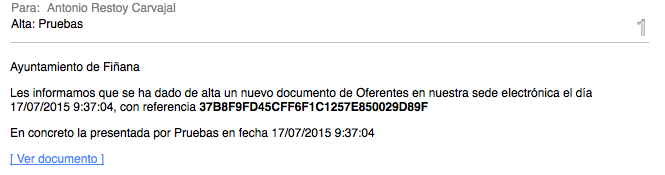 Para: Antonio Restoy Carvajal
Alta: Pruebas
1
Ayuntamiento de Fiñana
Les informamos que se ha dado de alta un nuevo documento de Oferentes en nuestra sede electrónica el día
17/07/2015 9:37:04, con referencia 37B8F9FD45CFF6F1C1257E850029D89F
En concreto la presentada por Pruebas en fecha 17/07/2015 9:37:04
[ Ver documento ]